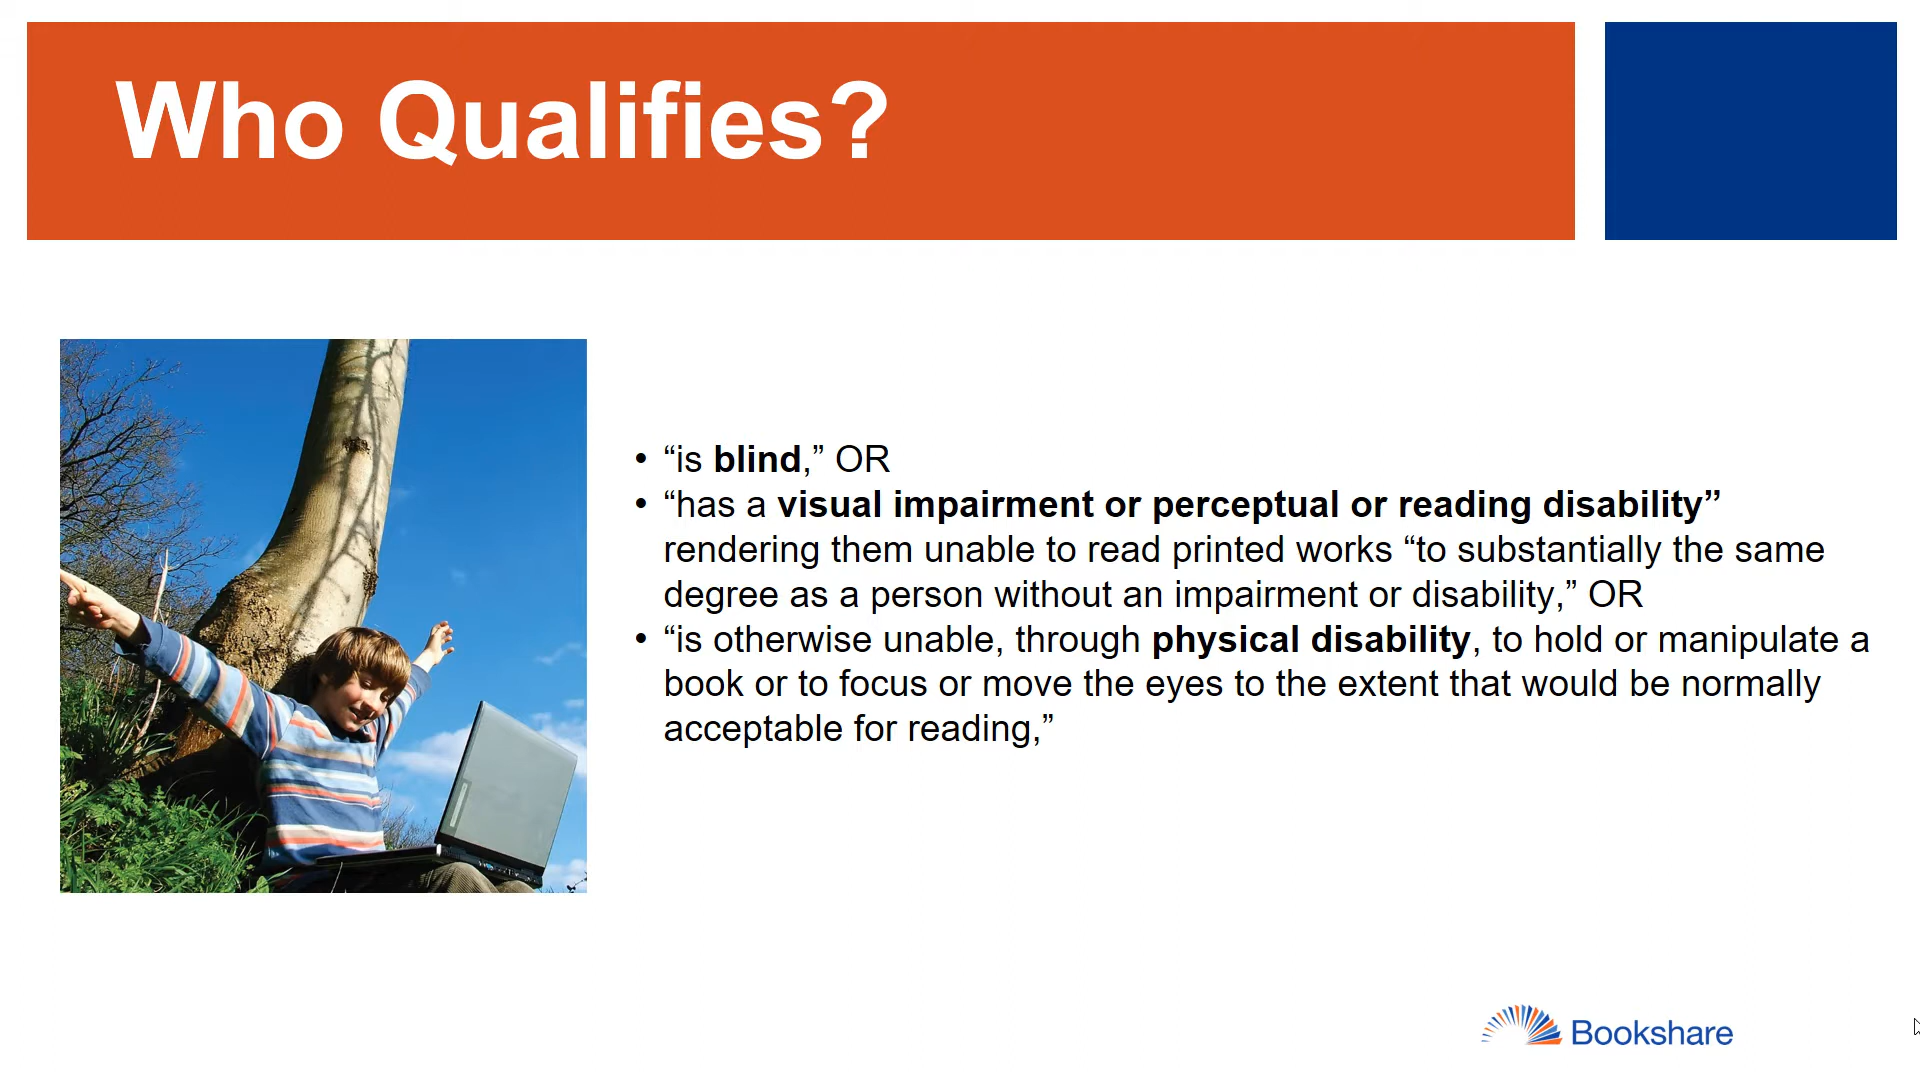 Who Qualifies?
• “is blind,” OR
• “has a visual impairment or perceptual or reading disability”
rendering them unable to read printed works “to substantially the same
degree as a person without an impairment or disability,” OR
• “is otherwise unable, through physical disability, to hold or manipulate a
book or to focus or move the eyes to the extent that would be normally
acceptable for reading,”
Bookshare